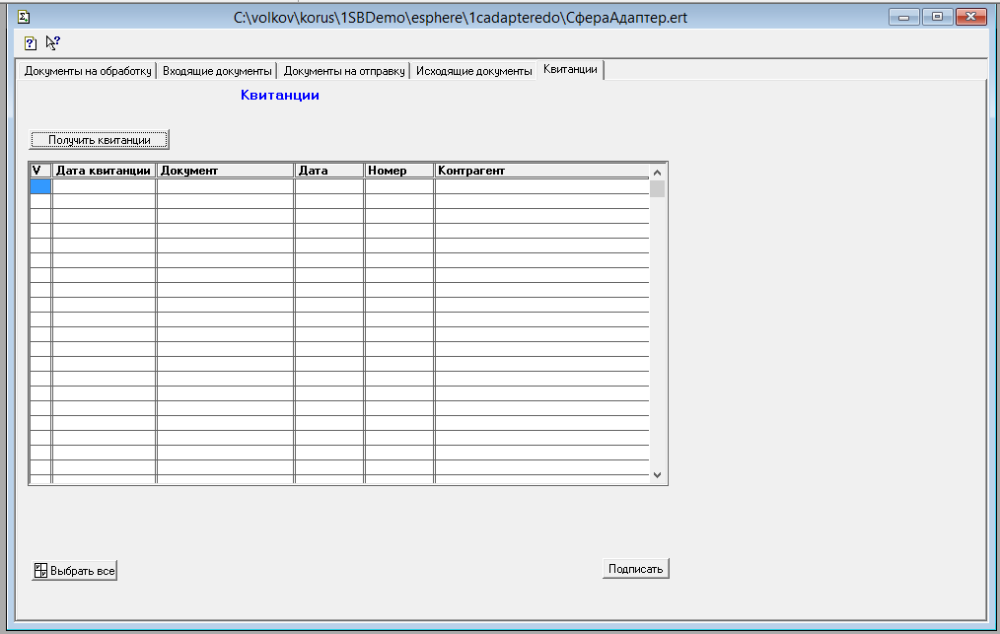 C:\volkov\korus\1SBDemo\esphere\1cadapteredo\СфераАдаптер.ert
Документы на обработку Входящие документы Документы на отправку Исходящие документы Квитанции
Квитанции
Получить квитанции
V Дата квитанции Документ Дата Номер Контрагент
Выбрать все Подписать